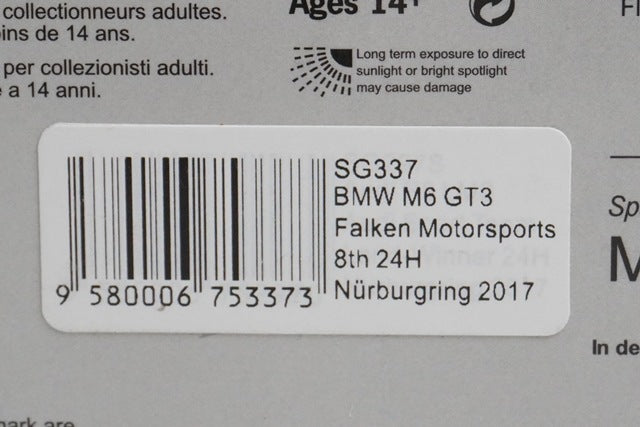 collectionneurs adultes.
ins de 14 ans.
per collezionisti adulti.
a 14 anni.
Ages 14+
Long term exposure to direct
sunlight or bright spotlight
may cause damage
SG337
BMW M6 GT3
Falken Motorsports
8th 24H
Nürburgring 2017
9 580006 753373
Sp
M
In de